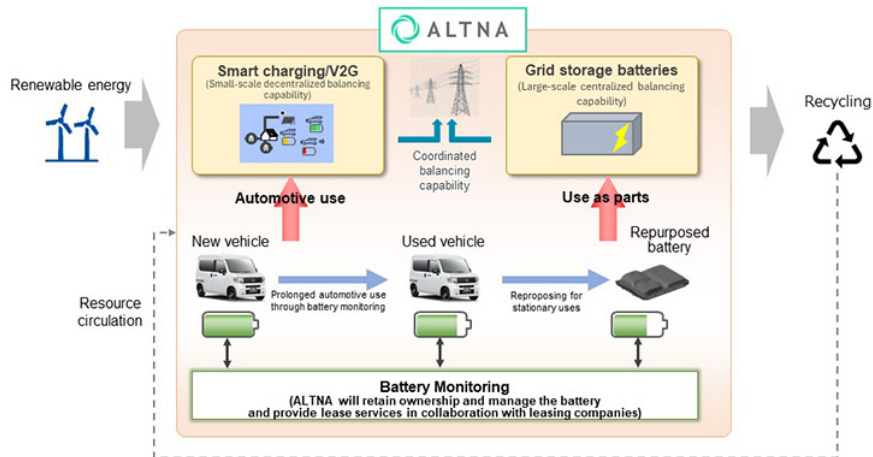 ALTNA
Renewable energy
Smart charging/V2G
(Small-scale decentralized balancing
capability)
Grid storage batteries
(Large-scale centralized balancing
capability)
Recycling
Coordinated
balancing
capability
Automotive use
Use as parts
New vehicle
Used vehicle
Repurposed
battery
Prolonged automotive use
through battery monitoring
Reproposing for
stationary uses
Resource
circulation
Battery Monitoring
(ALTNA will retain ownership and manage the battery
and provide lease services in collaboration with leasing companies)